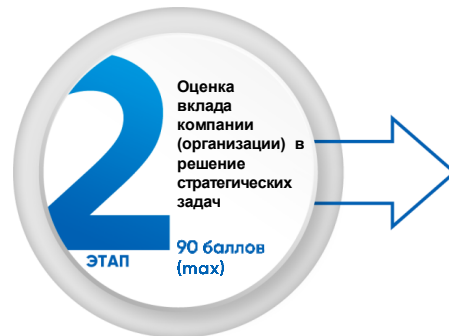 2
ЭТАП
Оценка
вклада
компании
(организации) в
решение
стратегических
задач
90 баллов
(max)